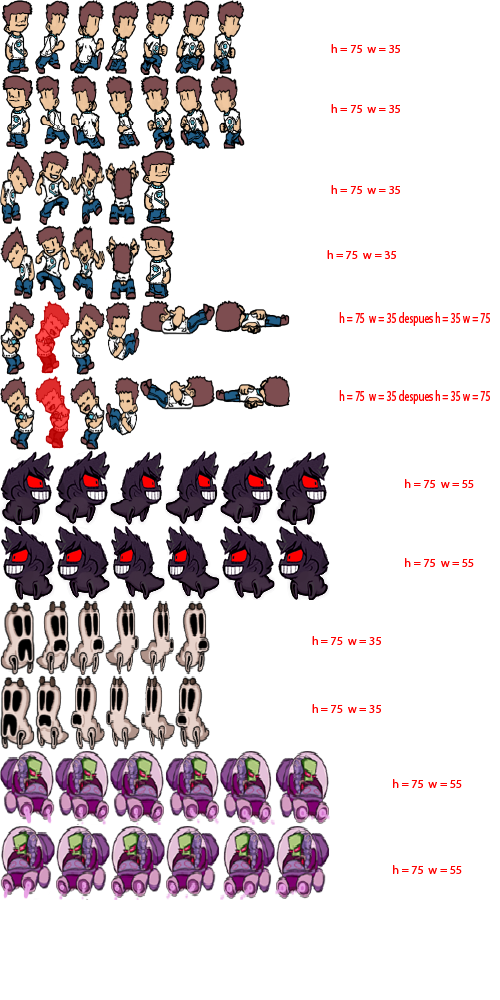 h = 75 w = 35
h = 75 w = 35
h = 75 w = 35
h = 75 w = 35
h = 75 w = 35 despues h = 35 w = 75
h = 75 w = 35 despues h = 35 w = 75
h = 75 w = 55
h = 75 w = 55
h = 75 w = 35
h = 75 w = 35
h = 75 w = 55
h = 75 w = 55